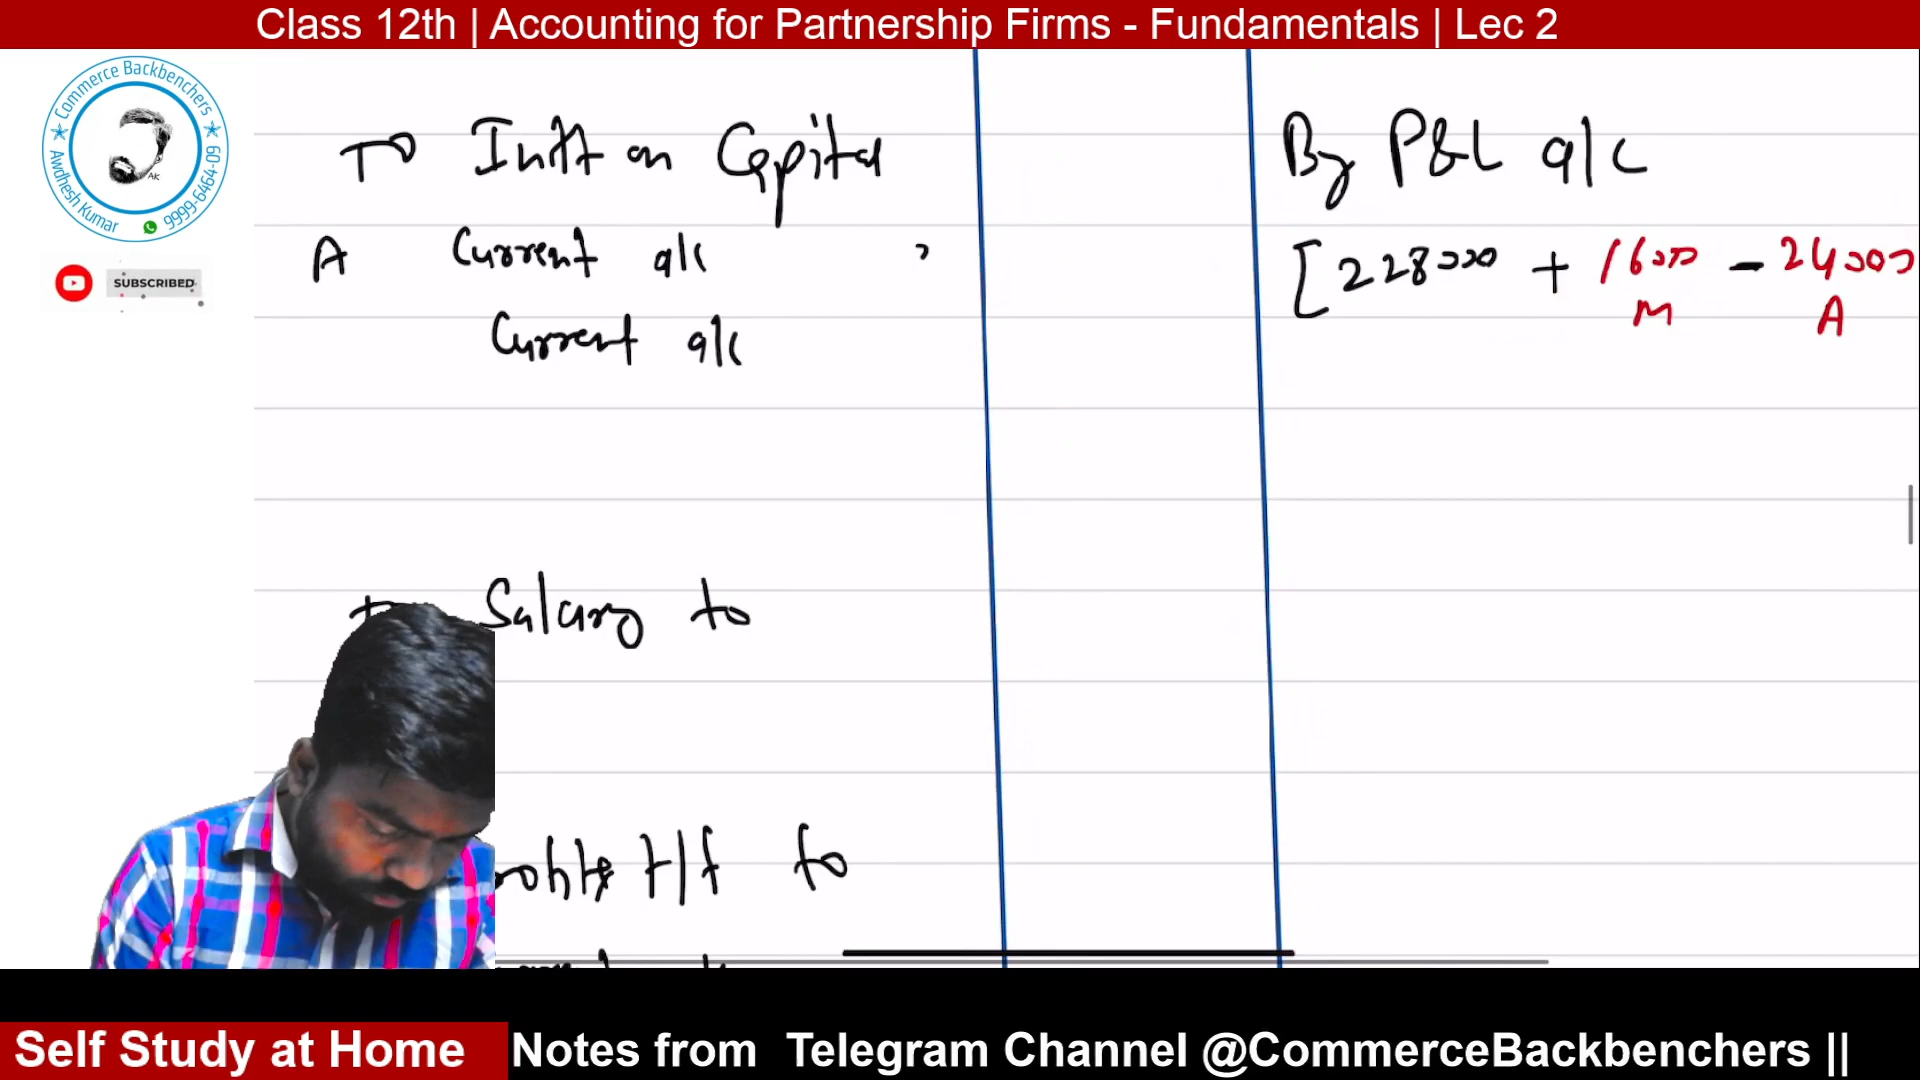 Class 12th | Accounting for Partnership Firms - Fundamentals | Lec 2
Commerce Backbenchers
Awdhesh Kumar
9999-6464-09
AK
SUBSCRIBED
To Intt on Capital
A Current a/c
Current a/c
Salary to
t/f to
By P&L a/c
[228000 + 16000 - 24000
M A
Self Study at Home
Notes from Telegram Channel @CommerceBackbenchers ||